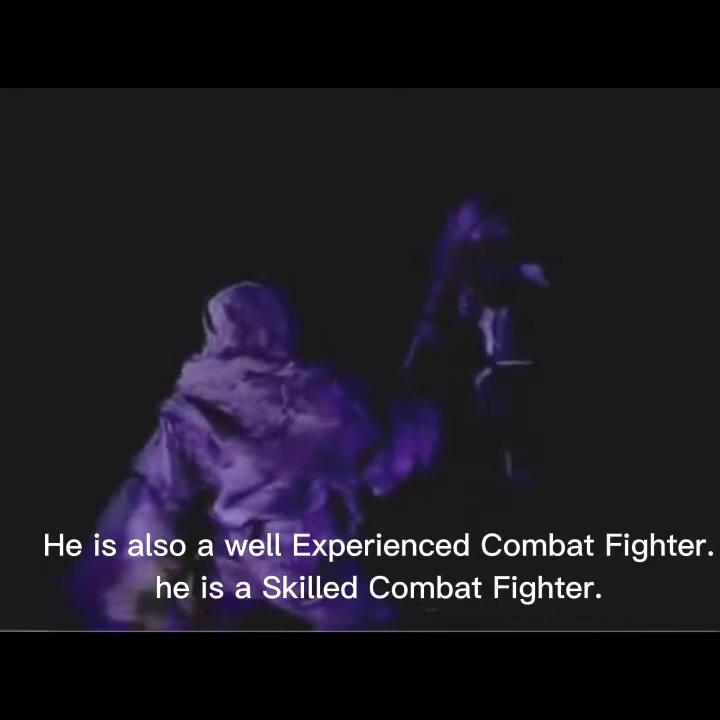 He is also a well Experienced Combat Fighter.
he is a Skilled Combat Fighter.